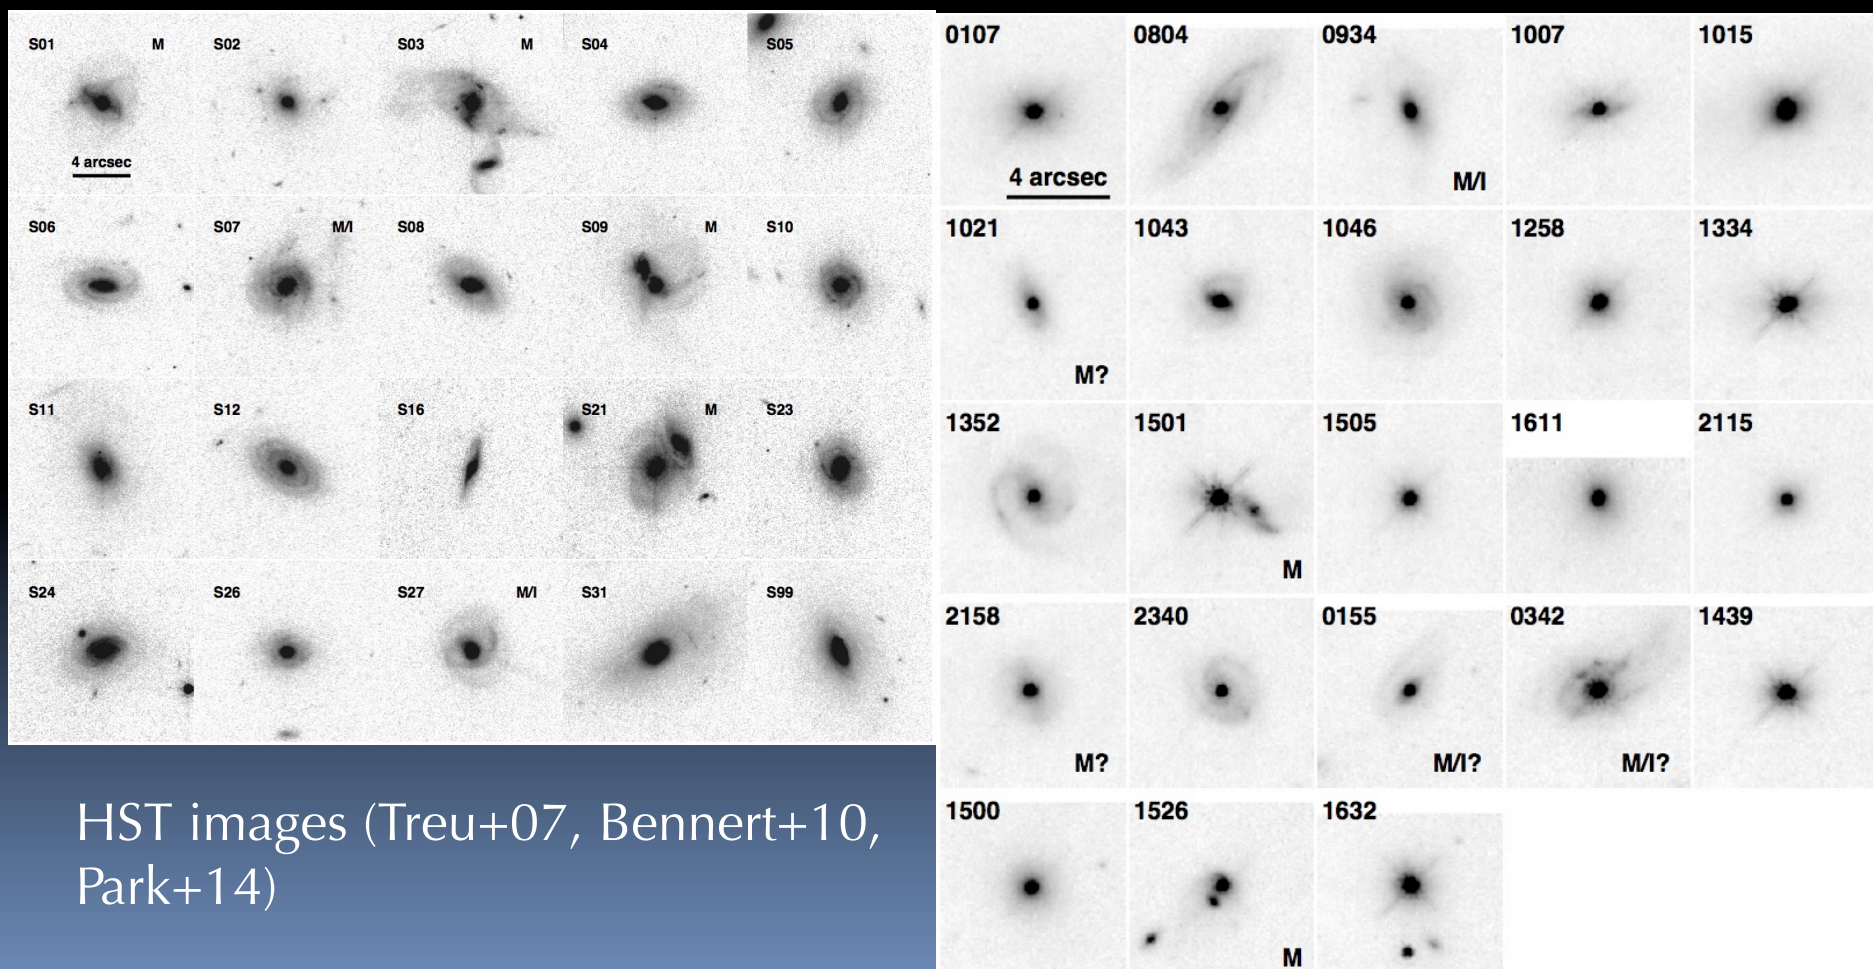 S01 M S02 S03 M S04 S05
4 arcsec
S06 S07 M/I S08 S09 M S10
S11 S12 S16 S21 M S23
S24 S26 S27 M/I S31 S99
HST images (Treu+07, Bennert+10,
Park+14)
0107 0804 0934 1007 1015
4 arcsec M/I
1021 1043 1046 1258 1334
M?
1352 1501 1505 1611 2115
M
2158 2340 0155 0342 1439
M? M/I? M/I?
1500 1526 1632
M